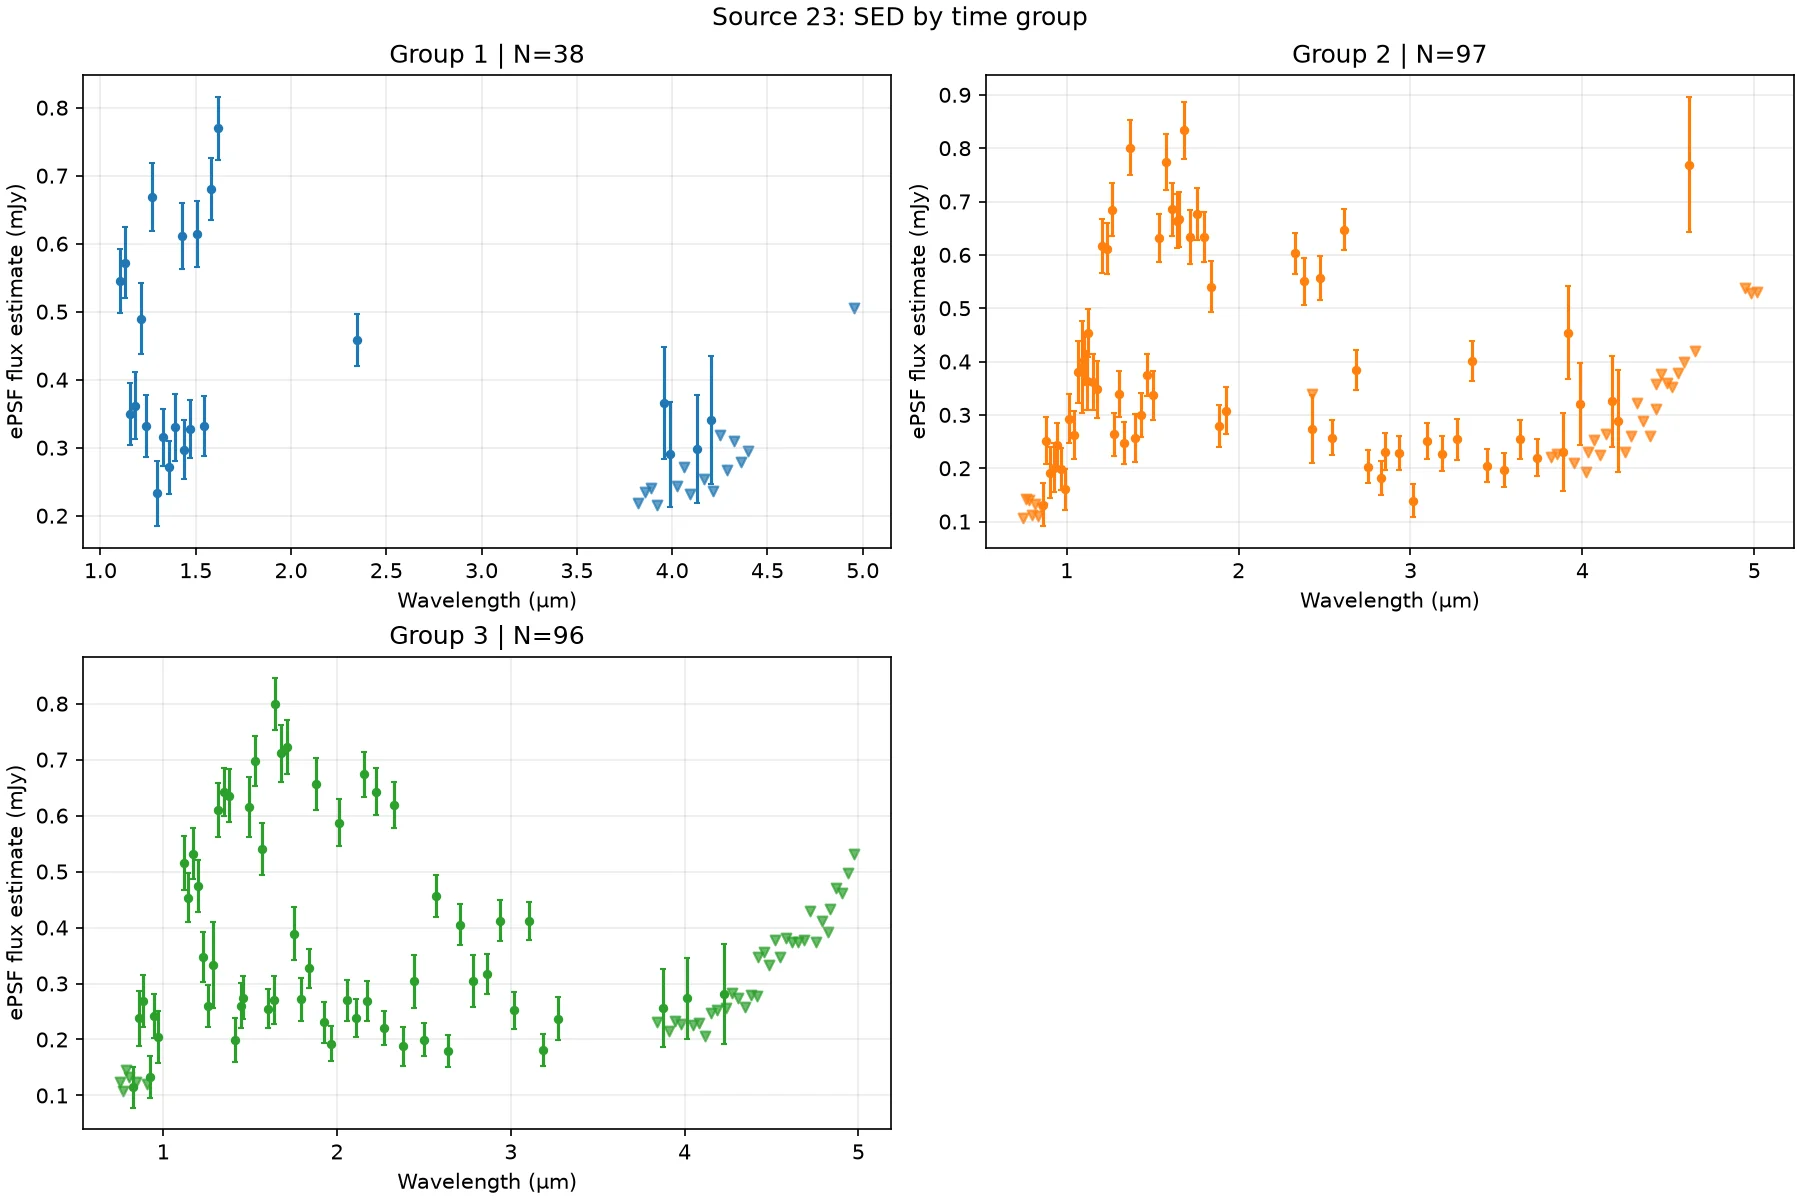 Source 23: SED by time group
Group 1 | N=38
ePSF flux estimate (mJy)
0.8
0.7
0.6
0.5
0.4
0.3
0.2
1.0 1.5 2.0 2.5 3.0 3.5 4.0 4.5 5.0
Wavelength (μm)
Group 2 | N=97
ePSF flux estimate (mJy)
0.9
0.8
0.7
0.6
0.5
0.4
0.3
0.2
0.1
1 2 3 4 5
Wavelength (μm)
Group 3 | N=96
ePSF flux estimate (mJy)
0.8
0.7
0.6
0.5
0.4
0.3
0.2
0.1
1 2 3 4 5
Wavelength (μm)